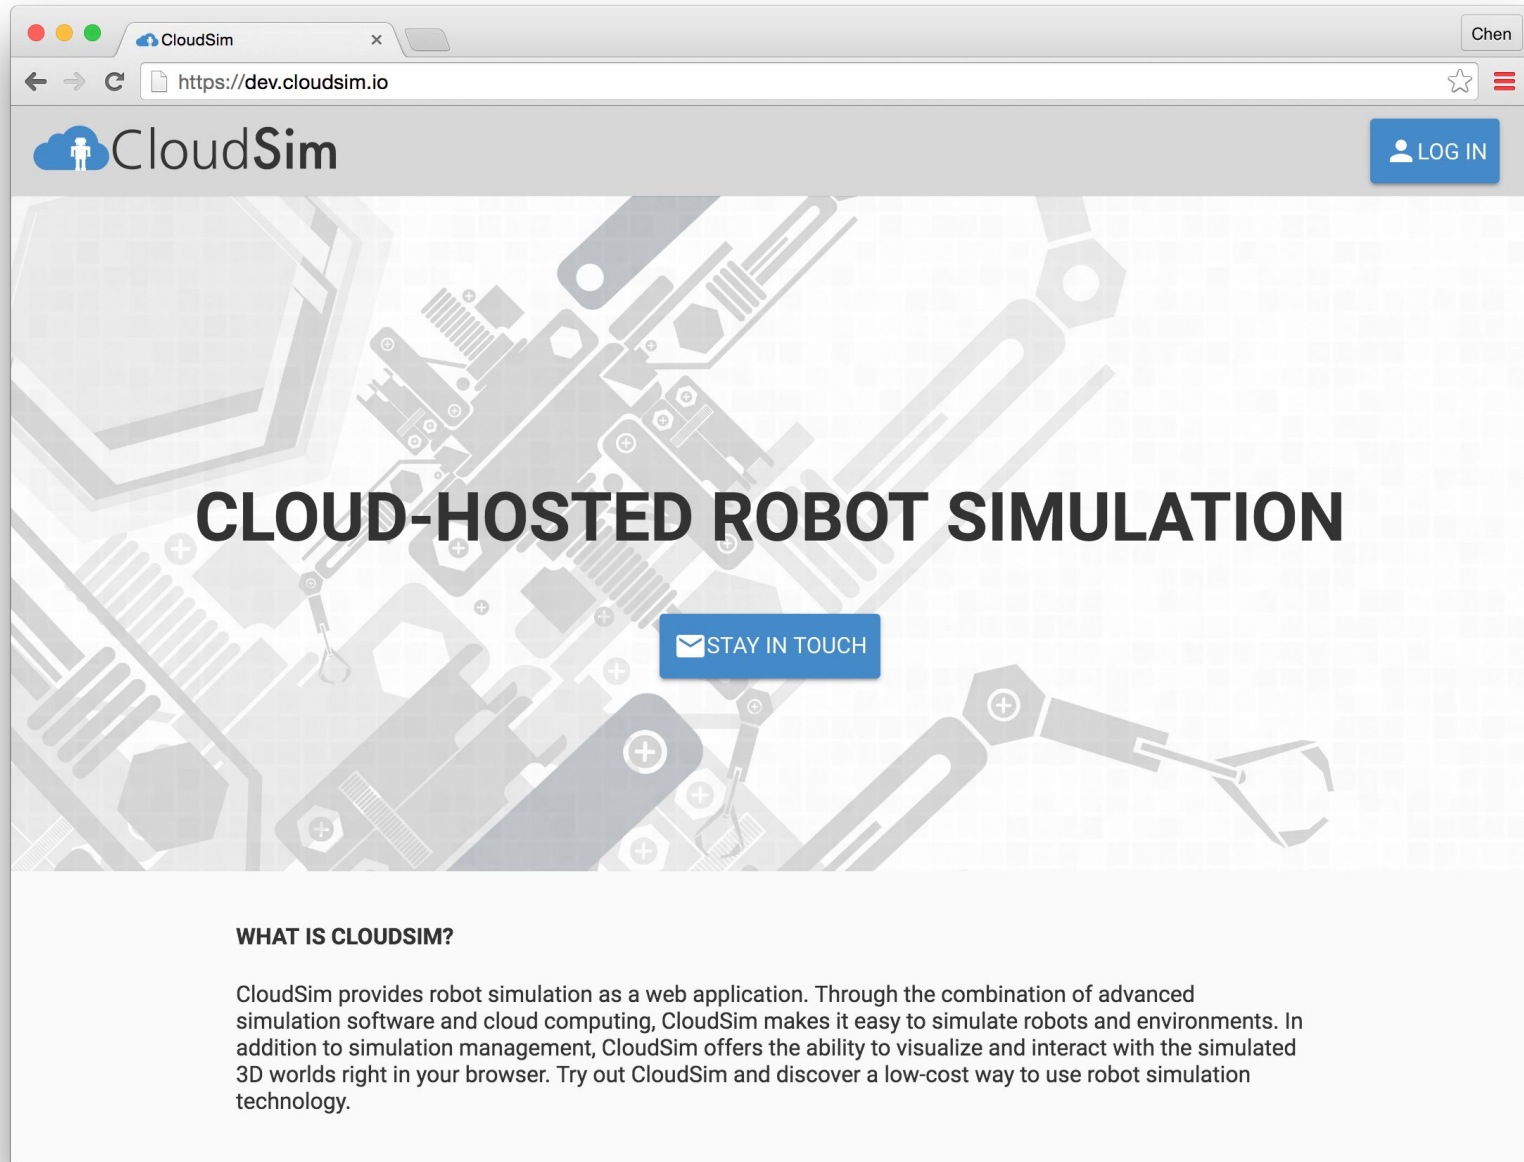 CloudSim
Chen
https://dev.cloudsim.io
CloudSim
LOG IN
CLOUD-HOSTED ROBOT SIMULATION
STAY IN TOUCH
WHAT IS CLOUDSIM?
CloudSim provides robot simulation as a web application. Through the combination of advanced
simulation software and cloud computing, CloudSim makes it easy to simulate robots and environments. In
addition to simulation management, CloudSim offers the ability to visualize and interact with the simulated
3D worlds right in your browser. Try out CloudSim and discover a low-cost way to use robot simulation
technology.